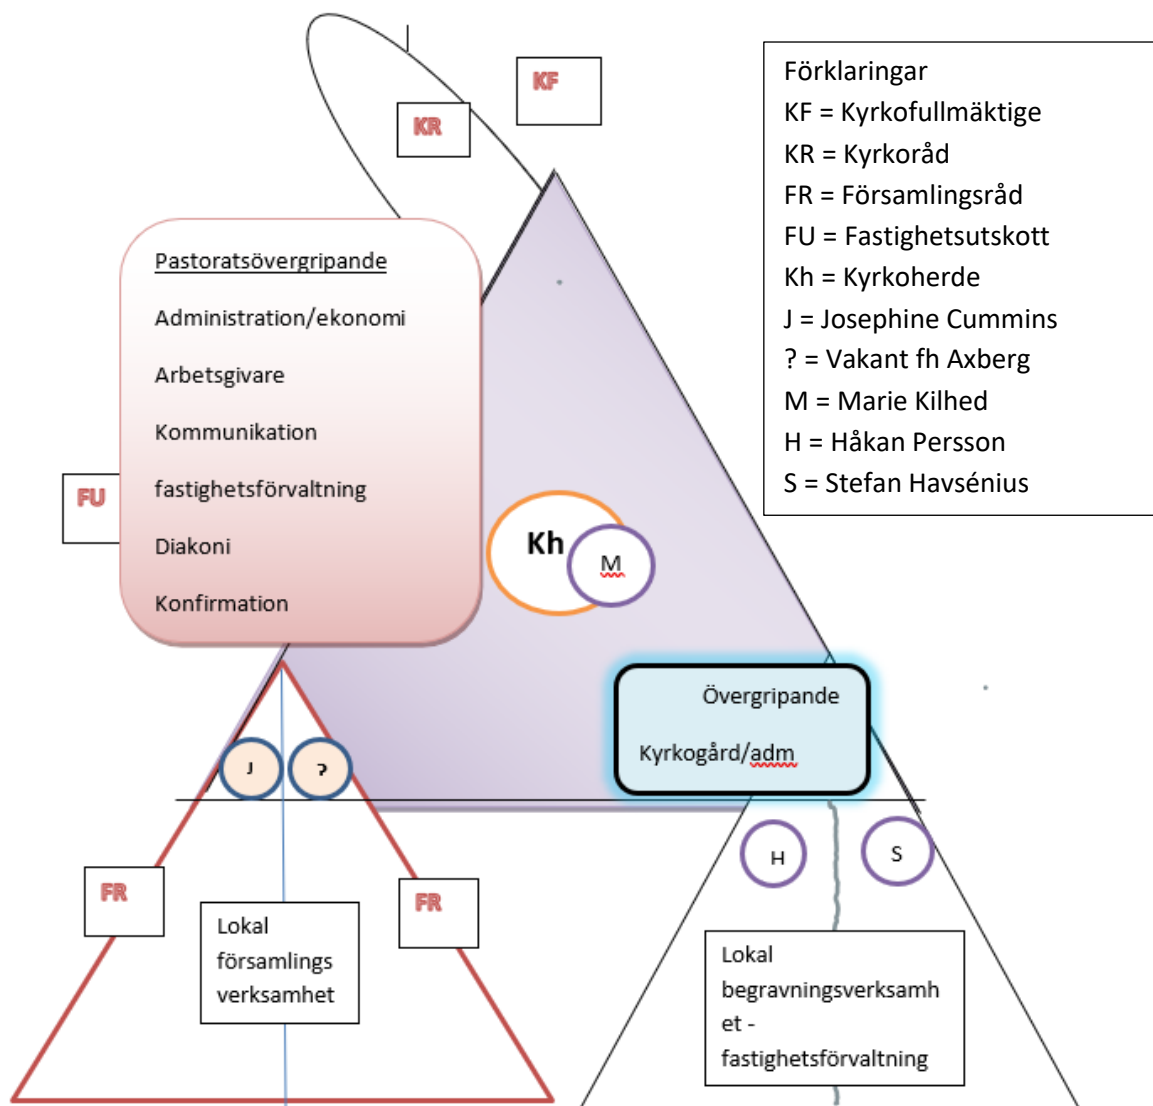 KF
KR
Förklaringar
KF = Kyrkofullmäktige
KR = Kyrkoråd
FR = Församlingsråd
FU = Fastighetsutskott
Kh = Kyrkoherde
J = Josephine Cummins
? = Vakant fh Axberg
M = Marie Kilhed
H = Håkan Persson
S = Stefan Havsénius
Pastoratsövergripande
Administration/ekonomi
Arbetsgivare
Kommunikation
fastighetsförvaltning
Diakoni
Konfirmation
FU
Kh
M
Övergripande
Kyrkogård/adm
J
?
H
S
FR
FR
Lokal
församlings
verksamhet
Lokal
begravningsverksamh
et -
fastighetsförvaltning